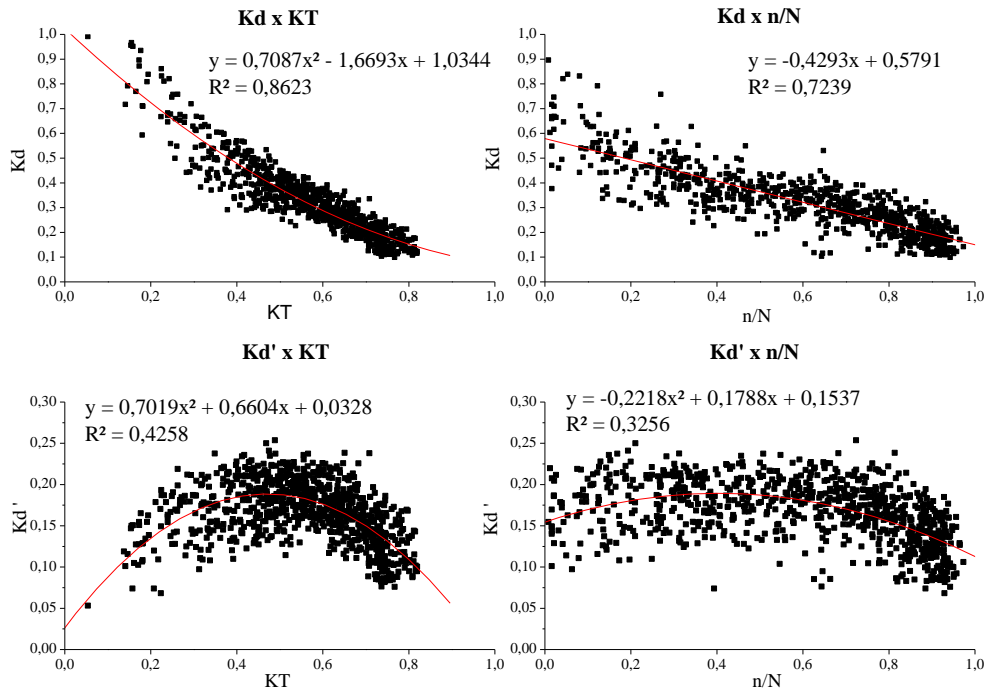 Kd x KT
y = 0,7087x² - 1,6693x + 1,0344
R² = 0,8623
Kd
1,0
0,9
0,8
0,7
0,6
0,5
0,4
0,3
0,2
0,1
0,0
0,0 0,2 0,4 0,6 0,8 1,0
KT
Kd x n/N
y = -0,4293x + 0,5791
R² = 0,7239
Kd
1,0
0,9
0,8
0,7
0,6
0,5
0,4
0,3
0,2
0,1
0,0
0,0 0,2 0,4 0,6 0,8 1,0
n/N
Kd' x KT
y = 0,7019x² + 0,6604x + 0,0328
R² = 0,4258
Kd'
0,30
0,25
0,20
0,15
0,10
0,05
0,00
0,0 0,2 0,4 0,6 0,8 1,0
KT
Kd' x n/N
y = -0,2218x² + 0,1788x + 0,1537
R² = 0,3256
Kd'
0,30
0,25
0,20
0,15
0,10
0,05
0,00
0,0 0,2 0,4 0,6 0,8 1,0
n/N